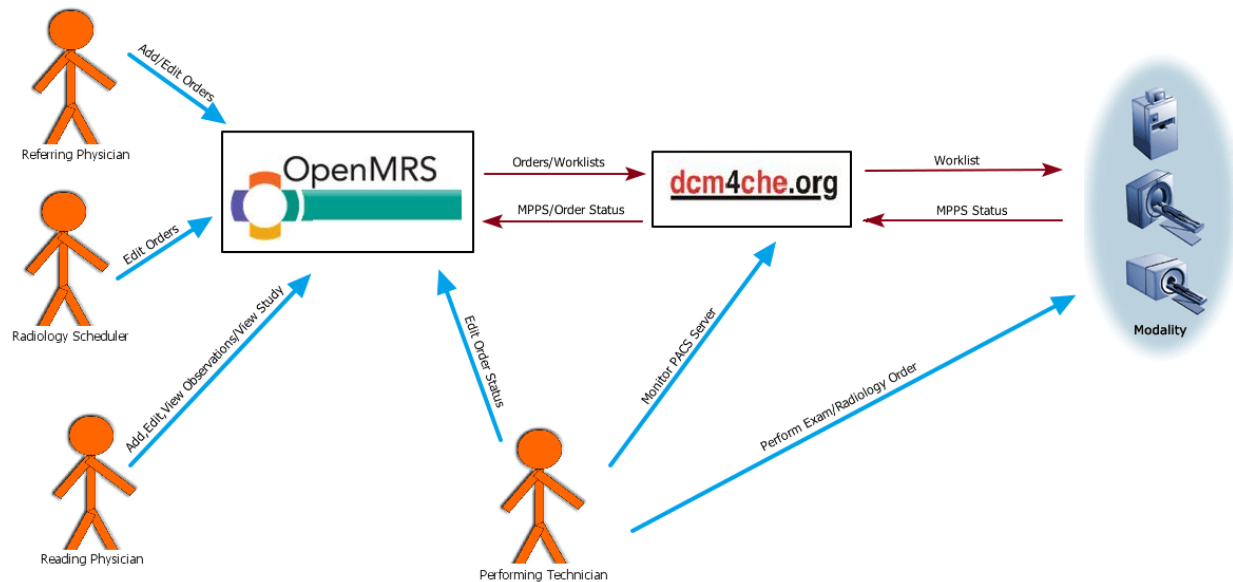 Add/Edit Orders
Referring Physician
OpenMRS
Orders/Worklists
dcm4che.org
Worklist
MPPS/Order Status
MPPS Status
Edit Orders
Radiology Scheduler
Modality
Add,Edit,View Observations/View Study
Edit Order Status
Monitor PACS Server
Perform Exam/Radiology Order
Reading Physician
Performing Technician